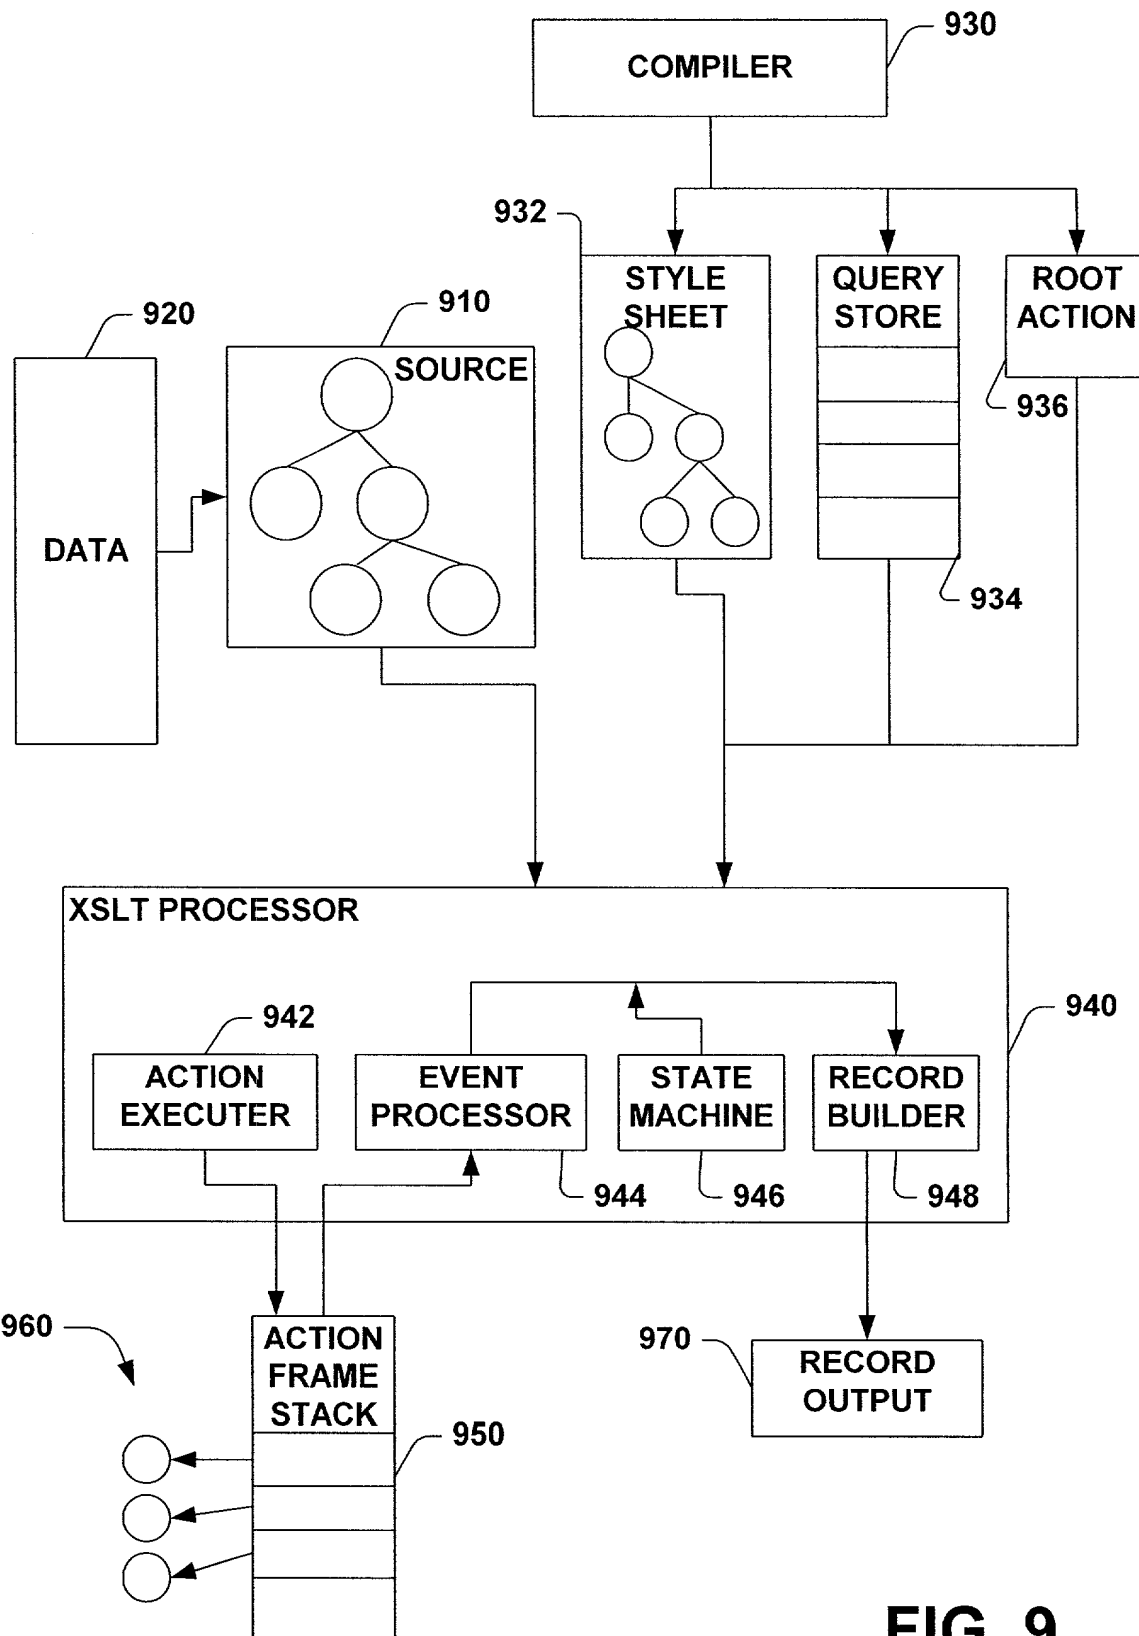 930
COMPILER
932
STYLE
SHEET
QUERY
STORE
ROOT
ACTION
936
934
920
DATA
910
SOURCE
XSLT PROCESSOR
940
942
ACTION
EXECUTER
EVENT
PROCESSOR
944
STATE
MACHINE
946
RECORD
BUILDER
948
960
ACTION
FRAME
STACK
950
970
RECORD
OUTPUT
FIG. 9